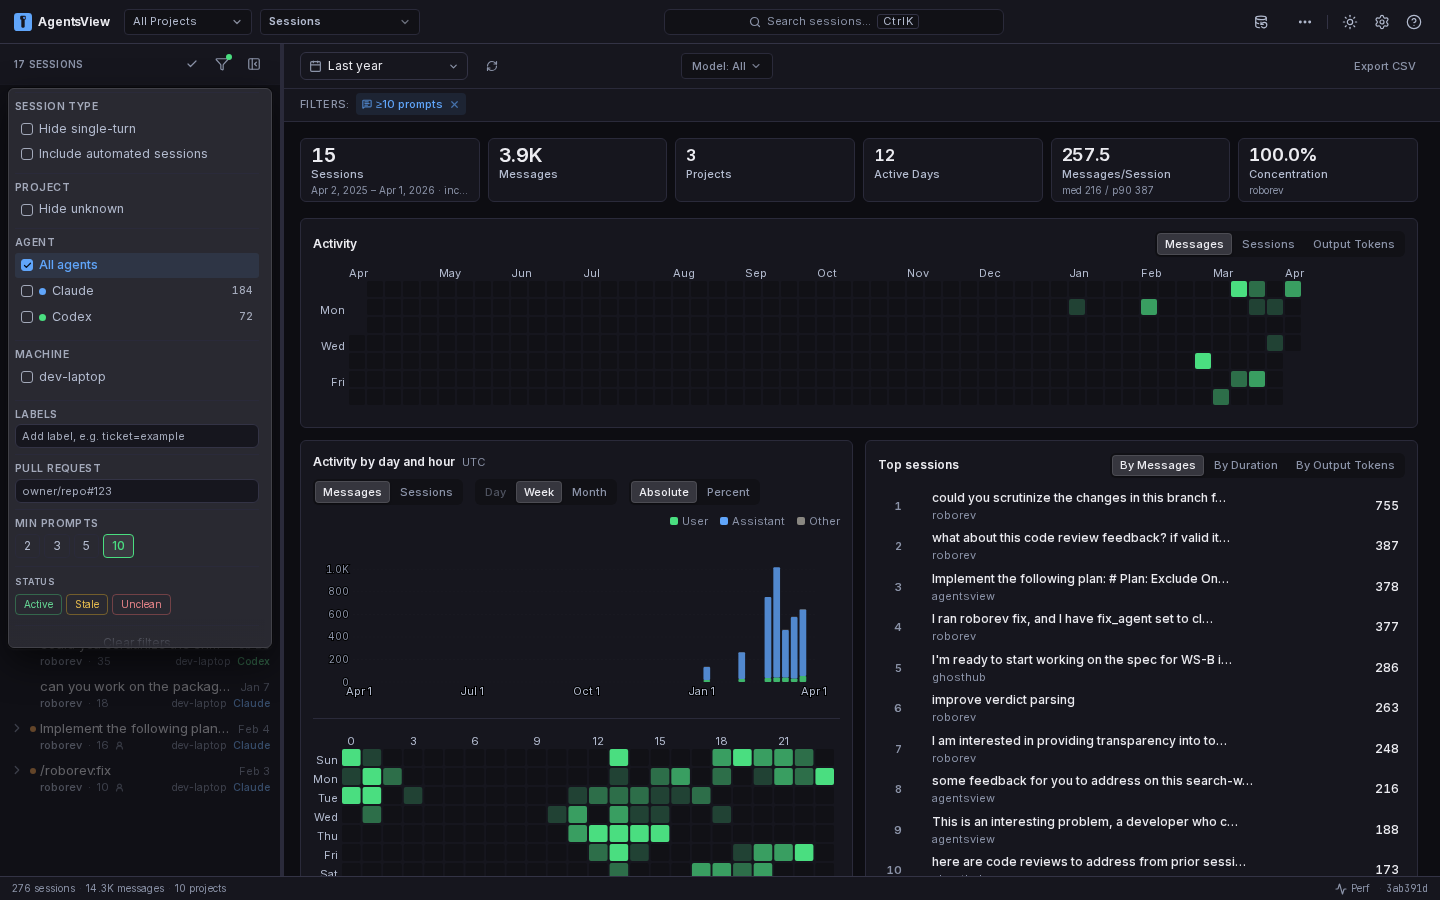 AgentsView
All Projects
Sessions
Search sessions... CtrlK
17 SESSIONS
Last year
Model: All
Export CSV
FILTERS: ≥10 prompts ×
SESSION TYPE
Hide single-turn
Include automated sessions
PROJECT
Hide unknown
AGENT
All agents
Claude 184
Codex 72
MACHINE
dev-laptop
LABELS
Add label, e.g. ticket=example
PULL REQUEST
owner/repo#123
MIN PROMPTS
2 3 5 10
STATUS
Active Stale Unclean
Clear filters
roborev · 35 dev-laptop Codex
can you work on the packag... Jan 7
roborev · 18 dev-laptop Claude
Implement the following plan... Feb 4
roborev · 16 dev-laptop Claude
/roborev:fix Feb 3
roborev · 10 dev-laptop Claude
15
Sessions
Apr 2, 2025 – Apr 1, 2026 · inc...
3.9K
Messages
3
Projects
12
Active Days
257.5
Messages/Session
med 216 / p90 387
100.0%
Concentration
roborev
Activity
Messages Sessions Output Tokens
Apr May Jun Jul Aug Sep Oct Nov Dec Jan Feb Mar Apr
Mon
Wed
Fri
Activity by day and hour UTC
Messages Sessions Day Week Month Absolute Percent
User Assistant Other
1.0K
800
600
400
200
0
Apr 1 Jul 1 Oct 1 Jan 1 Apr 1
0 3 6 9 12 15 18 21
Sun
Mon
Tue
Wed
Thu
Fri
Sat
Top sessions
By Messages By Duration By Output Tokens
1 could you scrutinize the changes in this branch f... 755
roborev
2 what about this code review feedback? if valid it... 387
roborev
3 Implement the following plan: # Plan: Exclude On... 378
agentsview
4 I ran roborev fix, and I have fix_agent set to cl... 377
roborev
5 I'm ready to start working on the spec for WS-B i... 286
ghosthub
6 improve verdict parsing 263
roborev
7 I am interested in providing transparency into to... 248
roborev
8 some feedback for you to address on this search-w... 216
agentsview
9 This is an interesting problem, a developer who c... 188
agentsview
10 here are code reviews to address from prior sessi... 173
276 sessions 14.3K messages 10 projects
Perf 3ab391d